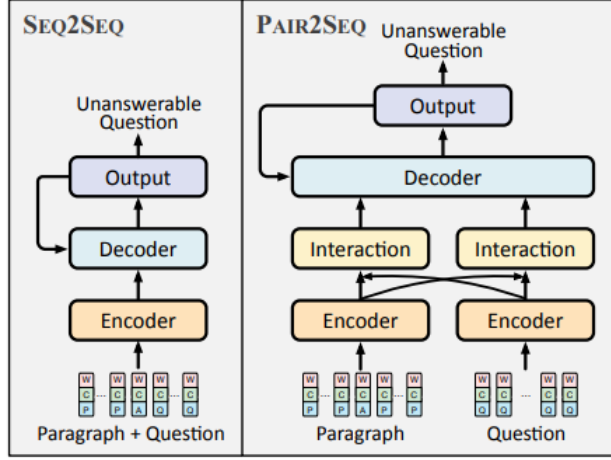 SEQ2SEQ
Unanswerable
Question
Output
Decoder
Encoder
W W W W W
C ... C C C ... C
P P A Q Q
Paragraph + Question
PAIR2SEQ
Unanswerable
Question
Output
Decoder
Interaction Interaction
Encoder Encoder
W W W W W W W W W
C ... C C C ... C C C ... C C
P P A P P Q Q Q Q
Paragraph Question